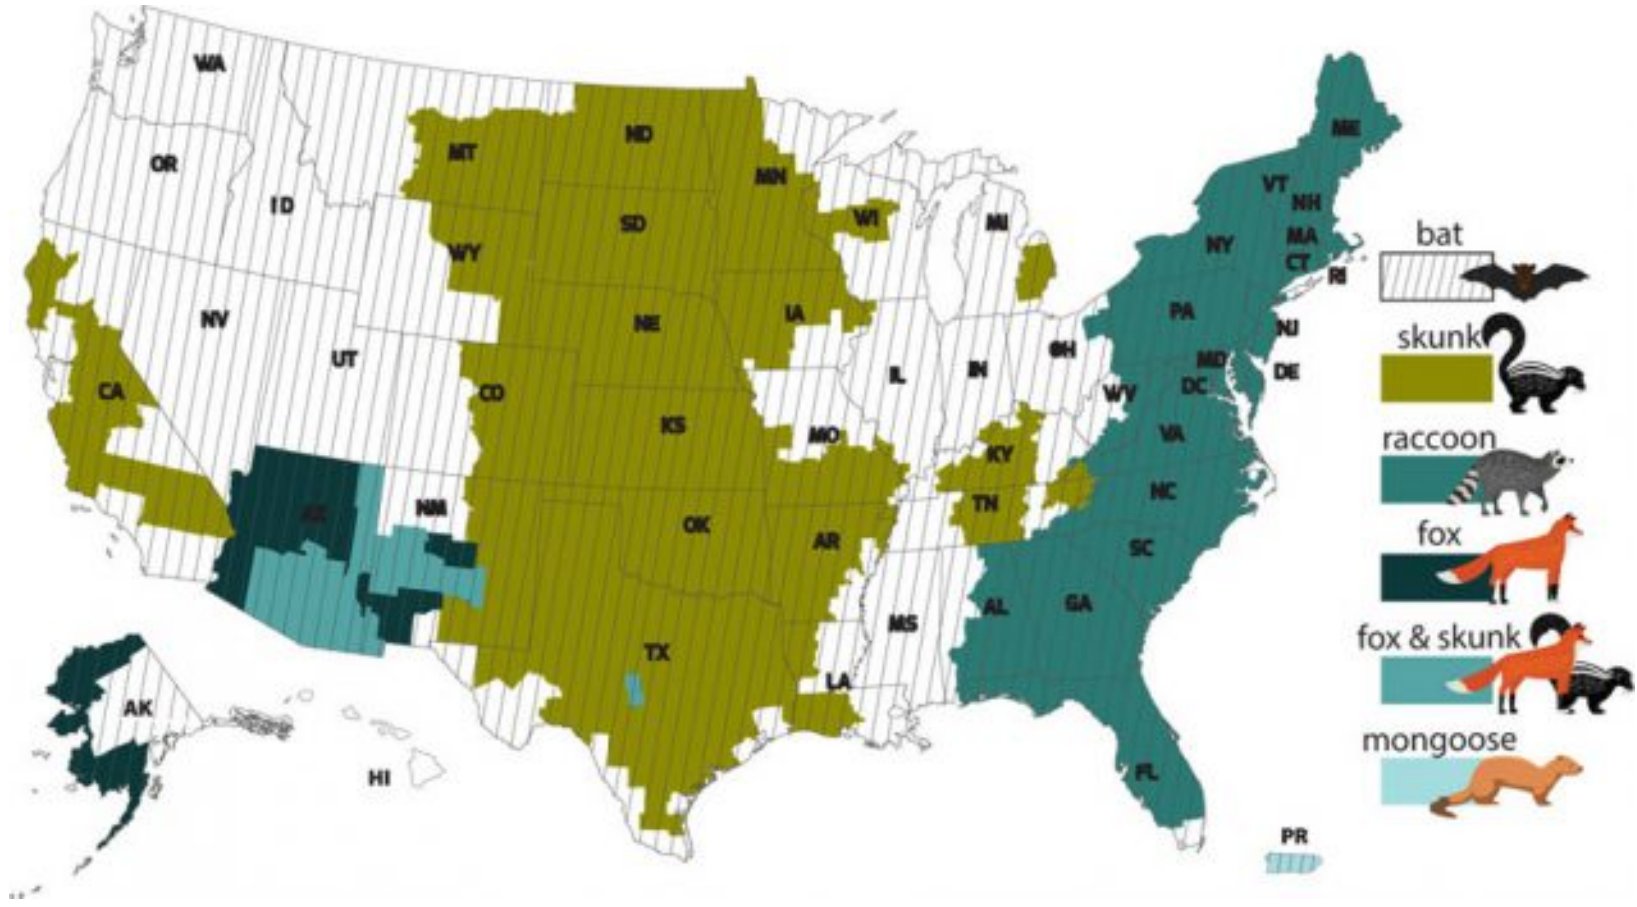 WA
OR
ID
MT
ND
MN
WI
MI
ME
VT
NH
MA
CT
RI
NY
SD
WY
NV
UT
CA
CO
NE
IA
IL
IN
OH
PA
NJ
MD
DE
DC
WV
VA
KS
MO
KY
TN
NC
SC
NM
OK
AR
TX
LA
MS
AL
GA
FL
AK
HI
PR
bat
skunk
raccoon
fox
fox & skunk
mongoose